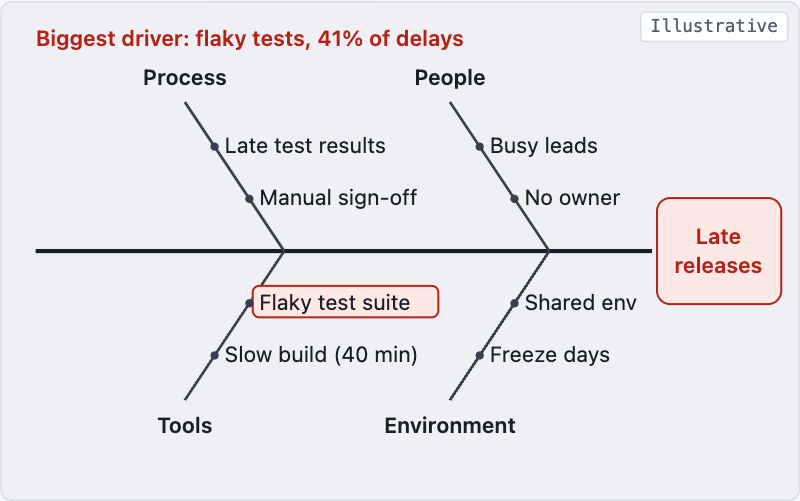 Illustrative
Biggest driver: flaky tests, 41% of delays
Process
People
Late test results
Busy leads
Manual sign-off
No owner
Late
releases
Flaky test suite
Shared env
Slow build (40 min)
Freeze days
Tools
Environment